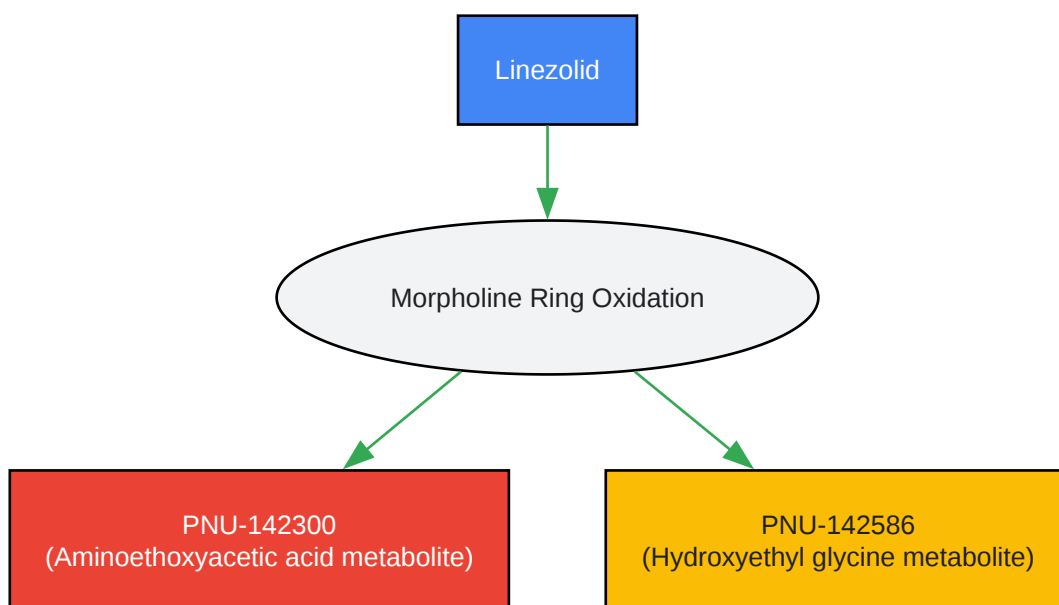 Linezolid
Morpholine Ring Oxidation
PNU-142300
(Aminoethoxyacetic acid metabolite)
PNU-142586
(Hydroxyethyl glycine metabolite)